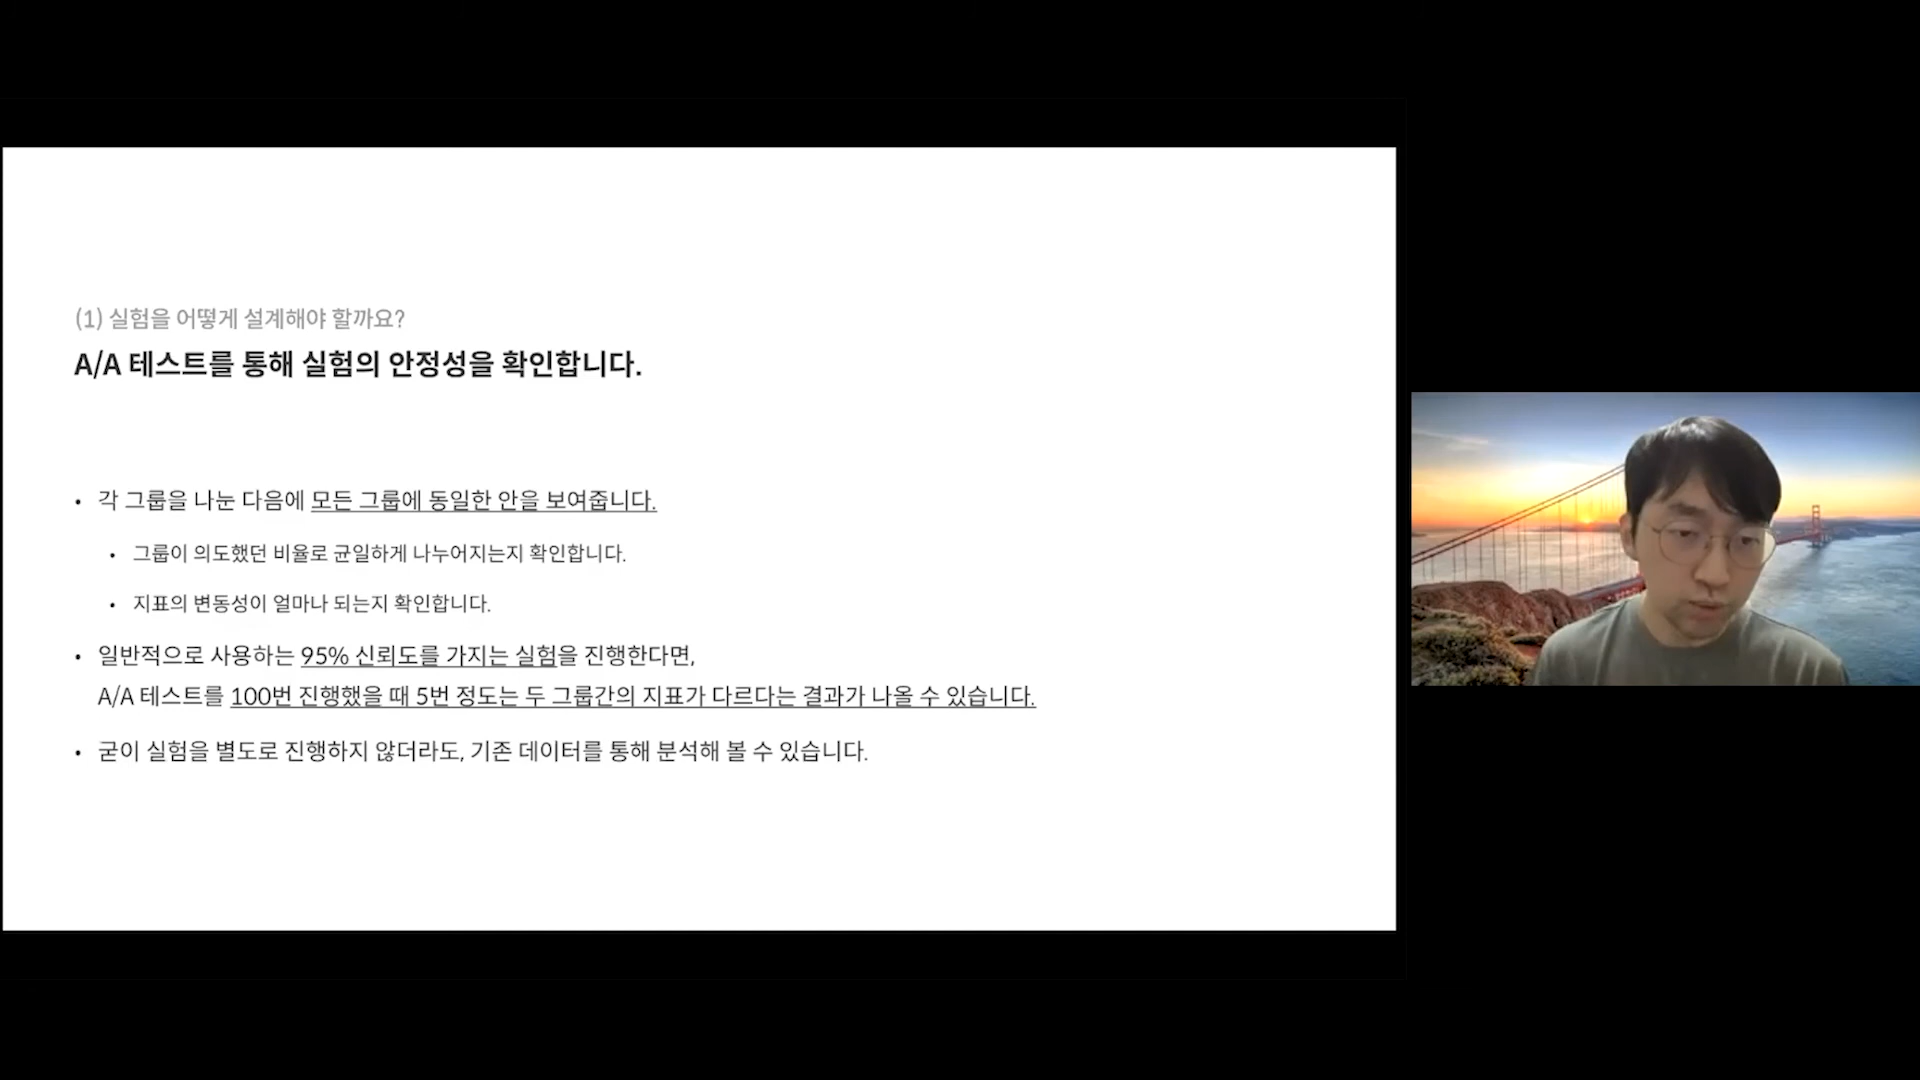 (1) 실험을 어떻게 설계해야 할까요?
A/A 테스트를 통해 실험의 안정성을 확인합니다.
• 각 그룹을 나눈 다음에 모든 그룹에 동일한 안을 보여줍니다.
• 그룹이 의도했던 비율로 균일하게 나누어지는지 확인합니다.
• 지표의 변동성이 얼마나 되는지 확인합니다.
• 일반적으로 사용하는 95% 신뢰도를 가지는 실험을 진행한다면,
A/A 테스트를 100번 진행했을 때 5번 정도는 두 그룹간의 지표가 다르다는 결과가 나올 수 있습니다.
• 굳이 실험을 별도로 진행하지 않더라도, 기존 데이터를 통해 분석해 볼 수 있습니다.